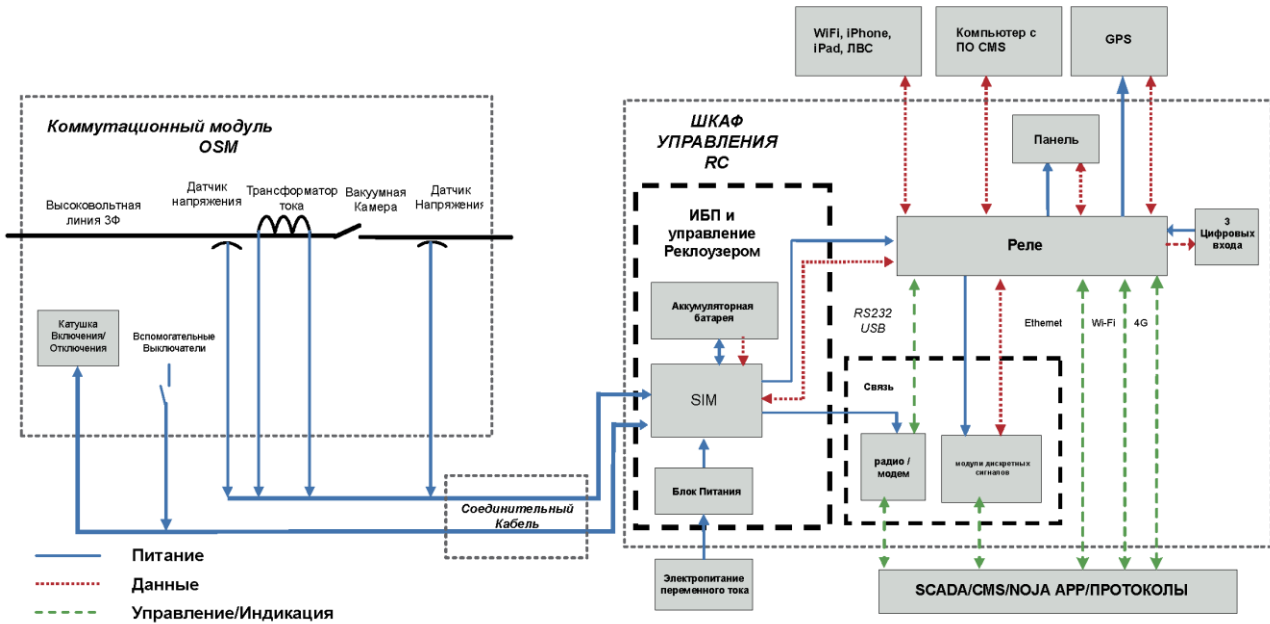 WiFi, iPhone,
iPad, ЛВС
Компьютер с
ПО CMS
GPS
Коммутационный модуль
OSM
ШКАФ
УПРАВЛЕНИЯ
RC
Панель
Датчик
напряжения
Трансформатор
тока
Вакуумная
Камера
Датчик
Напряжения
Высоковольтная
линия 3Ф
ИБП и
управление
Реклоузером
Реле
3
Цифровых
входа
Аккумуляторная
батарея
RS232
USB
Ethemet
Wi-Fi
4G
Катушка
Включения/
Отключения
Вспомогательные
Выключатели
SIM
Связь
радио /
модем
модули дискретных
сигналов
Блок Питания
Соединительный
Кабель
Питание
Данные
Управление/Индикация
Электропитание
переменного тока
SCADA/CMS/NOJA APP/ПРОТОКОЛЫ